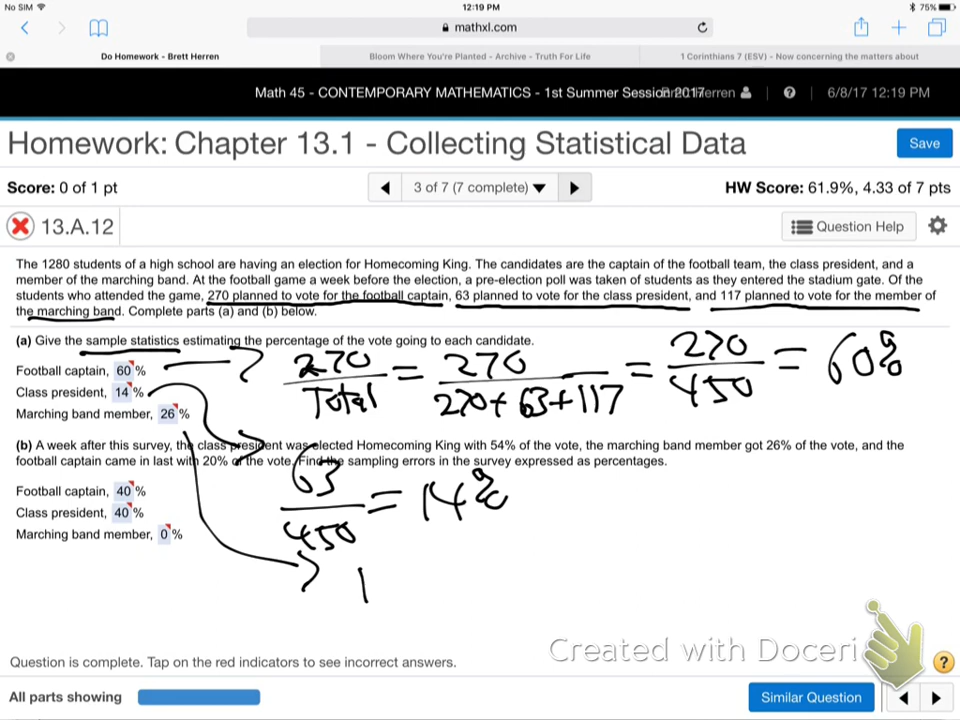 No SIM 12:19 PM 75%
mathxl.com
Do Homework - Brett Herren Bloom Where You're Planted - Archive - Truth For Life 1 Corinthians 7 (ESV) - Now concerning the matters about
Math 45 - CONTEMPORARY MATHEMATICS - 1st Summer Session 2017 Herren 6/8/17 12:19 PM
Homework: Chapter 13.1 - Collecting Statistical Data Save
Score: 0 of 1 pt 3 of 7 (7 complete) HW Score: 61.9%, 4.33 of 7 pts
13.A.12 Question Help
The 1280 students of a high school are having an election for Homecoming King. The candidates are the captain of the football team, the class president, and a
member of the marching band. At the football game a week before the election, a pre-election poll was taken of students as they entered the stadium gate. Of the
students who attended the game, 270 planned to vote for the football captain, 63 planned to vote for the class president, and 117 planned to vote for the member of
the marching band. Complete parts (a) and (b) below.
(a) Give the sample statistics estimating the percentage of the vote going to each candidate.
Football captain, 60 %
Class president, 14 %
Marching band member, 26 %
270 / Total = 270 / 270+63+117 = 270 / 450 = 60%
(b) A week after this survey, the class president was elected Homecoming King with 54% of the vote, the marching band member got 26% of the vote, and the
football captain came in last with 20% of the vote. Find the sampling errors in the survey expressed as percentages.
Football captain, 40 %
Class president, 40 %
Marching band member, 0 %
63 / 450 = 14%
1
Created with Doceri
Question is complete. Tap on the red indicators to see incorrect answers. ?
All parts showing Similar Question